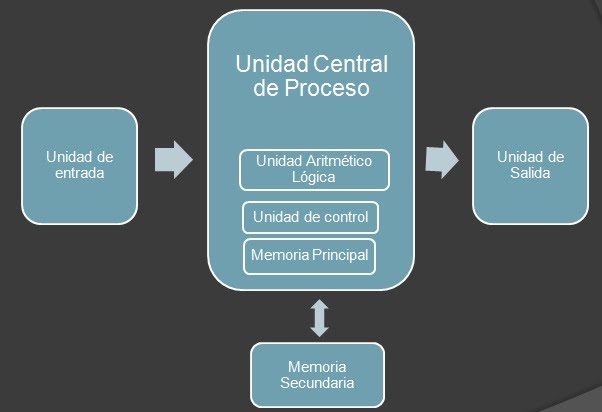 Unidad Central
de Proceso
Unidad de
entrada
Unidad Aritmético
Lógica
Unidad de control
Memoria Principal
Unidad de
Salida
Memoria
Secundaria